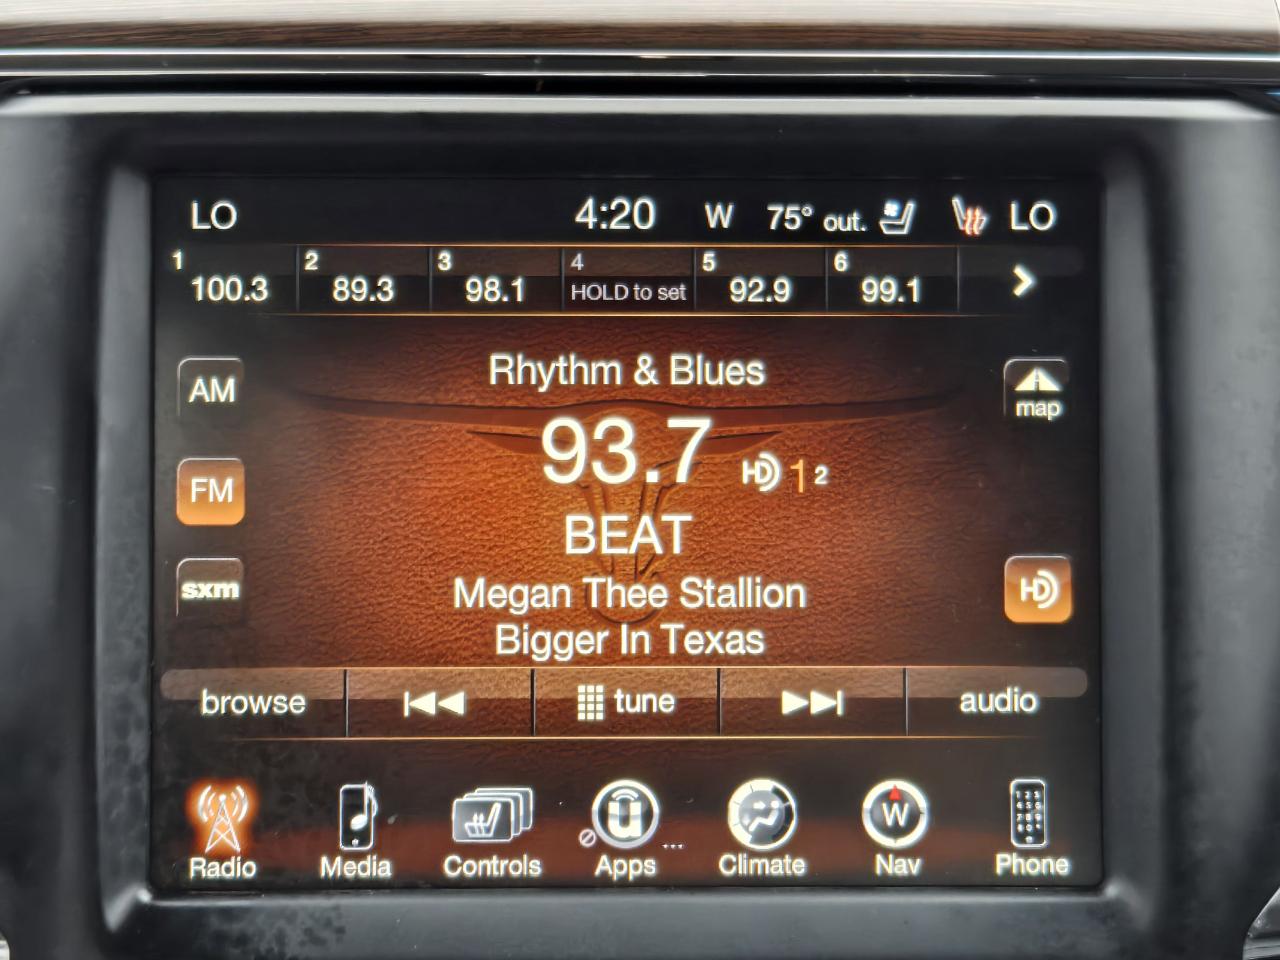 LO 4:20 W 75° out. LO
1 2 3 4 5 6
100.3 89.3 98.1 HOLD to set 92.9 99.1
Rhythm & Blues
AM
map
93.7 HD 1 2
FM
BEAT
sxm
HD
Megan Thee Stallion
Bigger In Texas
browse tune audio
u W
Radio Media Controls Apps Climate Nav Phone